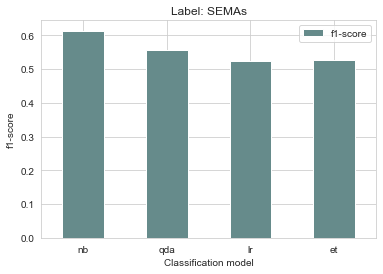 Label: SEMAs
f1-score
0.6
0.5
0.4
0.3
0.2
0.1
0.0
f1-score
nb qda lr et
Classification model